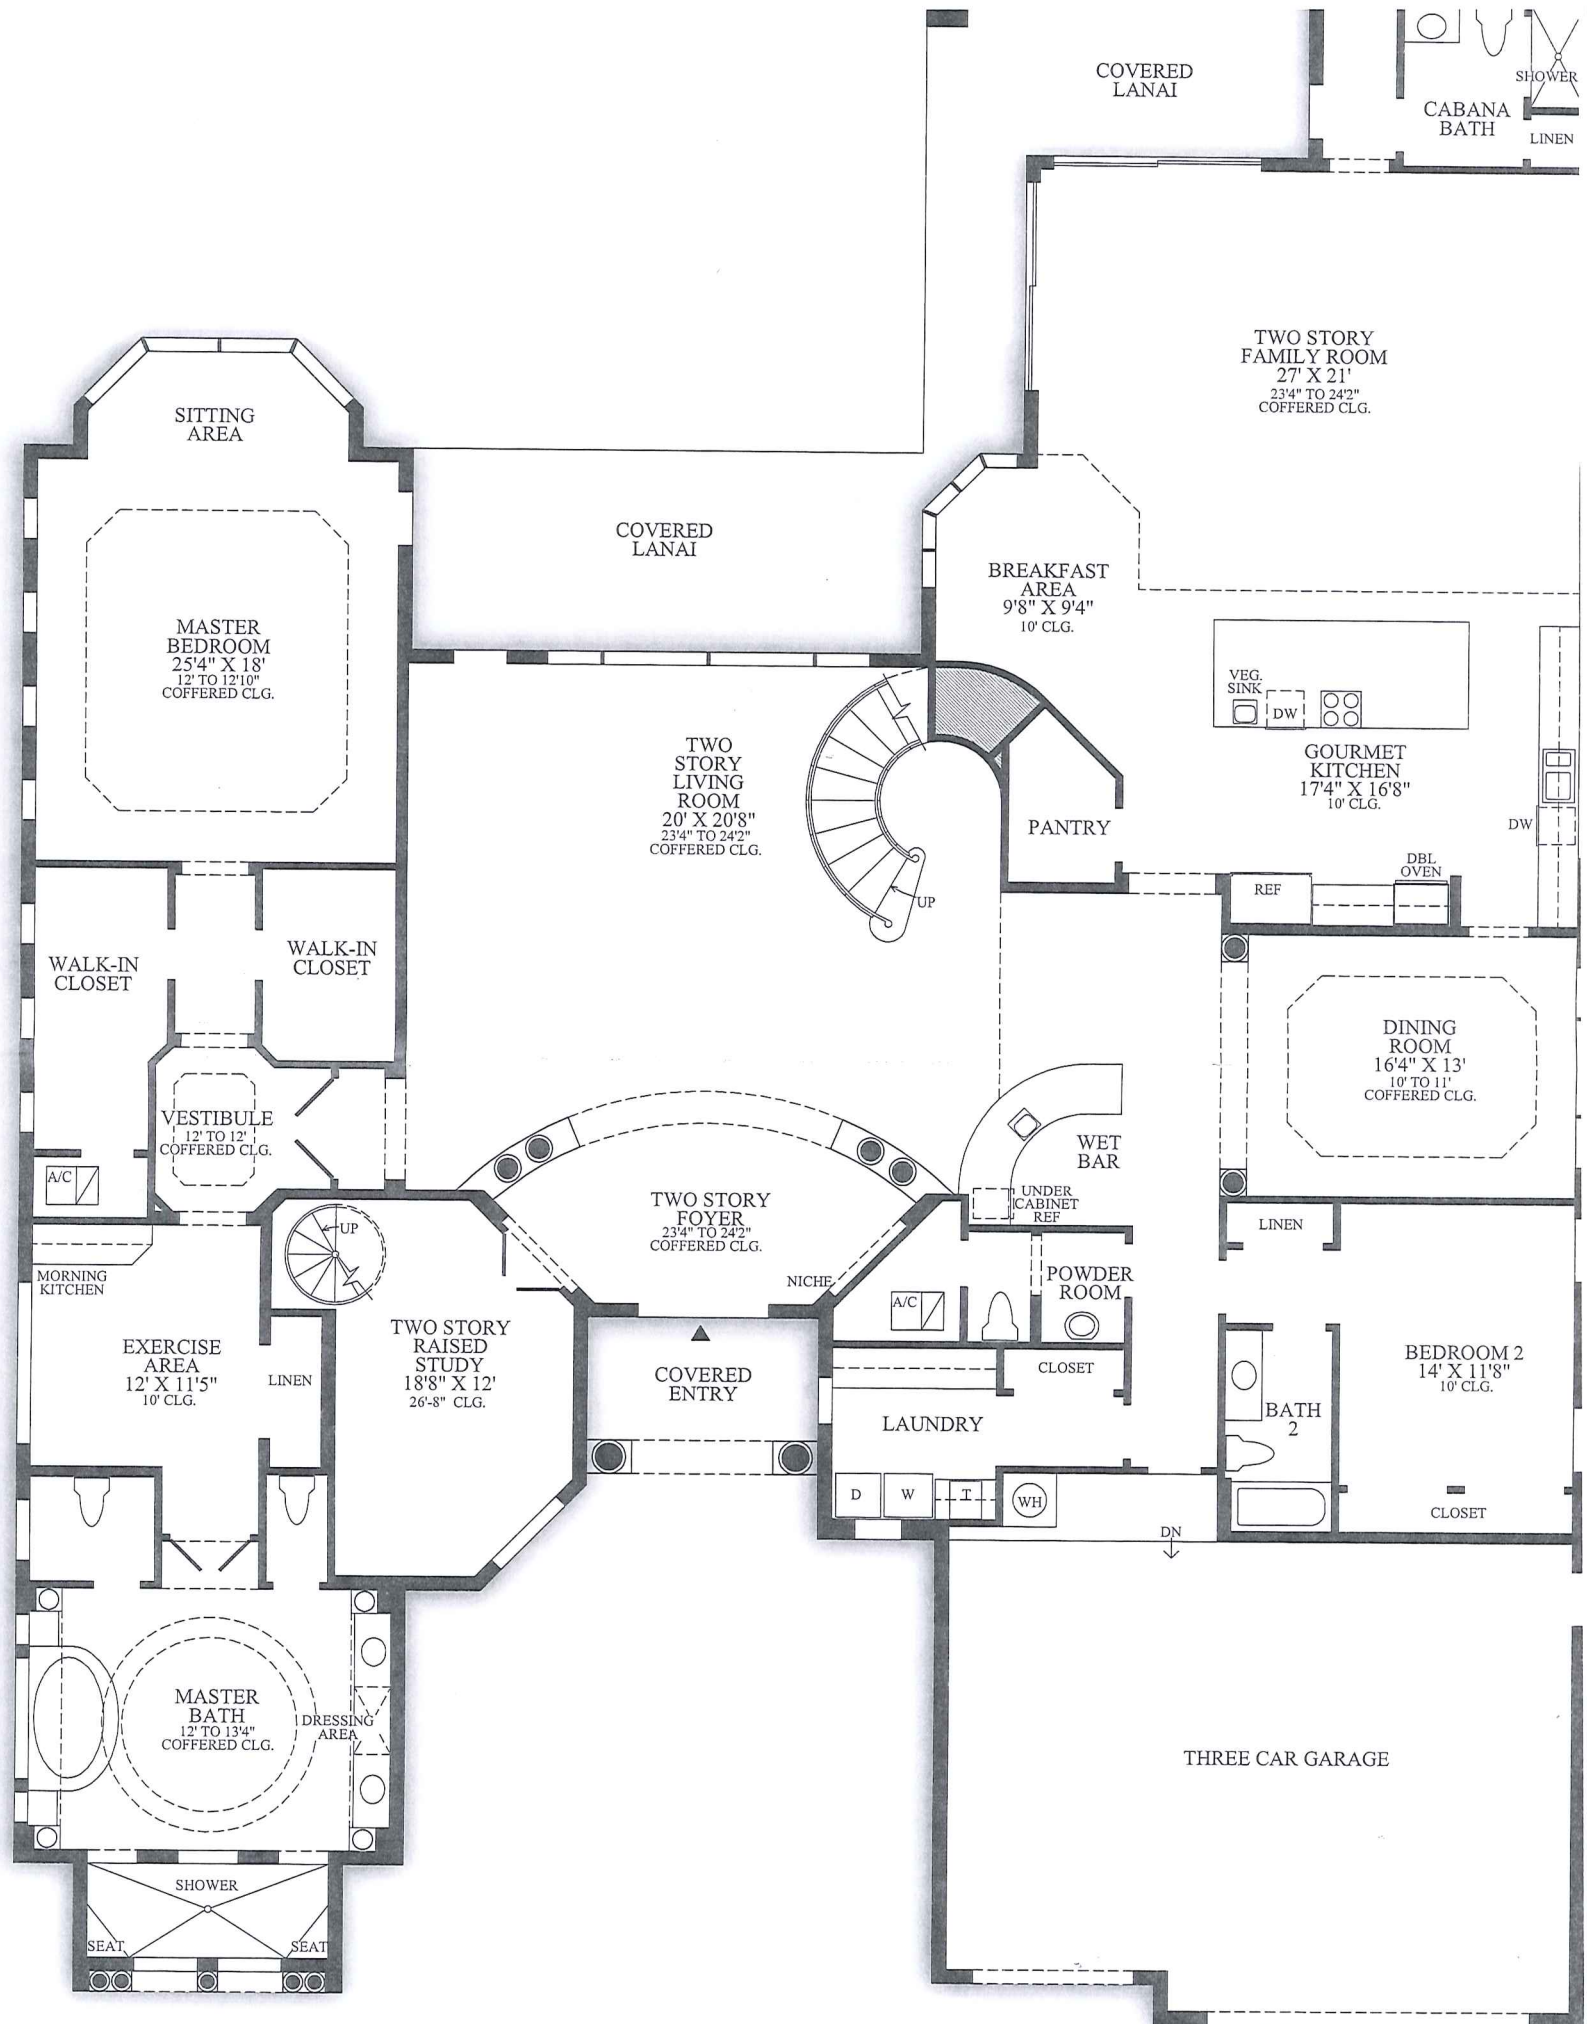 COVERED
LANAI
SHOWER
CABANA
BATH
LINEN
TWO STORY
FAMILY ROOM
27' X 21'
23'4" TO 24'2"
COFFERED CLG.
SITTING
AREA
COVERED
LANAI
BREAKFAST
AREA
9'8" X 9'4"
10' CLG.
MASTER
BEDROOM
25'4" X 18'
12' TO 12'10"
COFFERED CLG.
VEG.
SINK
DW
GOURMET
KITCHEN
17'4" X 16'8"
10' CLG.
DW
TWO
STORY
LIVING
ROOM
20' X 20'8"
23'4" TO 24'2"
COFFERED CLG.
PANTRY
UP
DBL
OVEN
REF
WALK-IN
CLOSET
WALK-IN
CLOSET
DINING
ROOM
16'4" X 13'
10' TO 11'
COFFERED CLG.
VESTIBULE
12' TO 12'
COFFERED CLG.
A/C
WET
BAR
UNDER
CABINET
REF
TWO STORY
FOYER
23'4" TO 24'2"
COFFERED CLG.
NICHE
UP
LINEN
MORNING
KITCHEN
POWDER
ROOM
A/C
EXERCISE
AREA
12' X 11'5"
10' CLG.
LINEN
TWO STORY
RAISED
STUDY
18'8" X 12'
26'-8" CLG.
COVERED
ENTRY
CLOSET
LAUNDRY
BEDROOM 2
14' X 11'8"
10' CLG.
BATH
2
D
W
T
WH
CLOSET
DN
MASTER
BATH
12' TO 13'4"
COFFERED CLG.
DRESSING
AREA
THREE CAR GARAGE
SHOWER
SEAT
SEAT